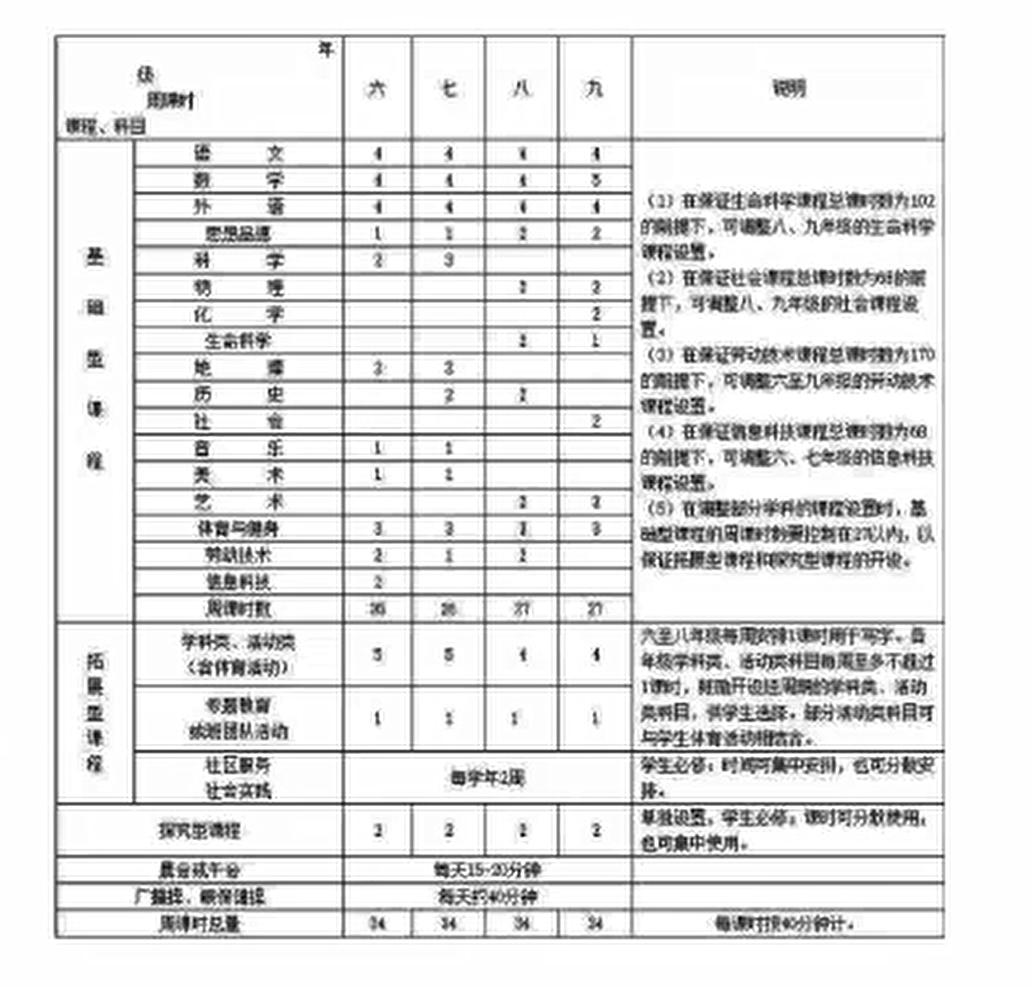 年
级
周课时
课程、科目
六 七 八 九 说明
基础型课程
语 文 4 4 4 4
数 学 4 4 4 5
外 语 4 4 4 4
思想品德 1 1 2 2
科 学 2 3
物 理 2 2
化 学 2
生命科学 2 1
地 理 2 2
历 史 2 2
社 会 2
音 乐 1 1
美 术 1 1
艺 术 2 2
体育与健身 3 3 3 3
劳动技术 2 1 2
信息科技 2
周课时数 26 26 27 27
(1)在保证生命科学课程总课时数为102
的前提下,可调整八、九年级的生命科学
课程设置。
(2)在保证社会课程总课时数为68的前
提下,可调整八、九年级的社会课程设
置。
(3)在保证劳动技术课程总课时数为170
的前提下,可调整六至九年级的劳动技术
课程设置。
(4)在保证信息科技课程总课时数为68
的前提下,可调整六、七年级的信息科技
课程设置。
(5)在调整部分学科的课程设置时,基
础型课程的周课时数要控制在27以内,以
保证拓展型课程和探究型课程的开设。
拓展型课程
学科类、活动类
(含体育活动)
5 5 4 4
专题教育
或班团队活动
1 1 1 1
六至八年级每周安排1课时用于写字。各
年级学科类、活动类科目每周至多不超过
1课时,鼓励开设短周期的学科类、活动
类科目,供学生选择。部分活动类科目可
与学生体育活动相结合。
社区服务
社会实践
每学年2周
学生必修;时间可集中安排,也可分散安
排。
探究型课程 2 2 2 2
单独设置,学生必修;课时可分散使用,
也可集中使用。
晨会或午会 每天15-20分钟
广播操、眼保健操 每天约40分钟
周课时总量 34 34 34 34 每课时按40分钟计。